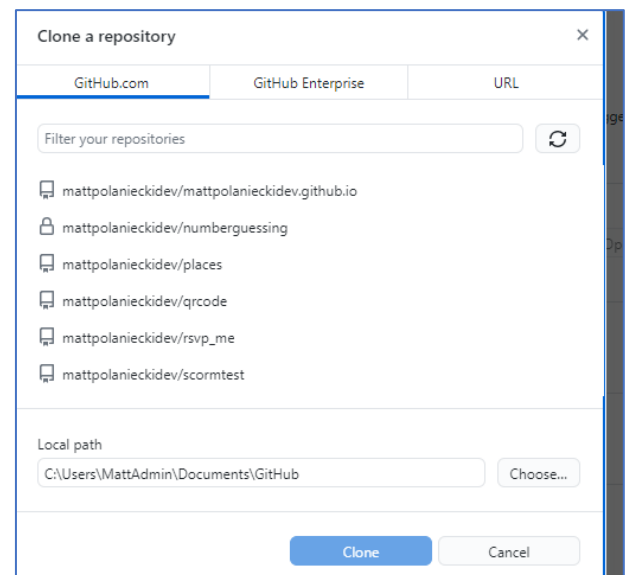 Clone a repository
GitHub.com GitHub Enterprise URL
Filter your repositories
mattpolanieckidev/mattpolanieckidev.github.io
mattpolanieckidev/numberguessing
mattpolanieckidev/places
mattpolanieckidev/qrcode
mattpolanieckidev/rsvp_me
mattpolanieckidev/scormtest
Local path
C:\Users\MattAdmin\Documents\GitHub Choose...
Clone Cancel